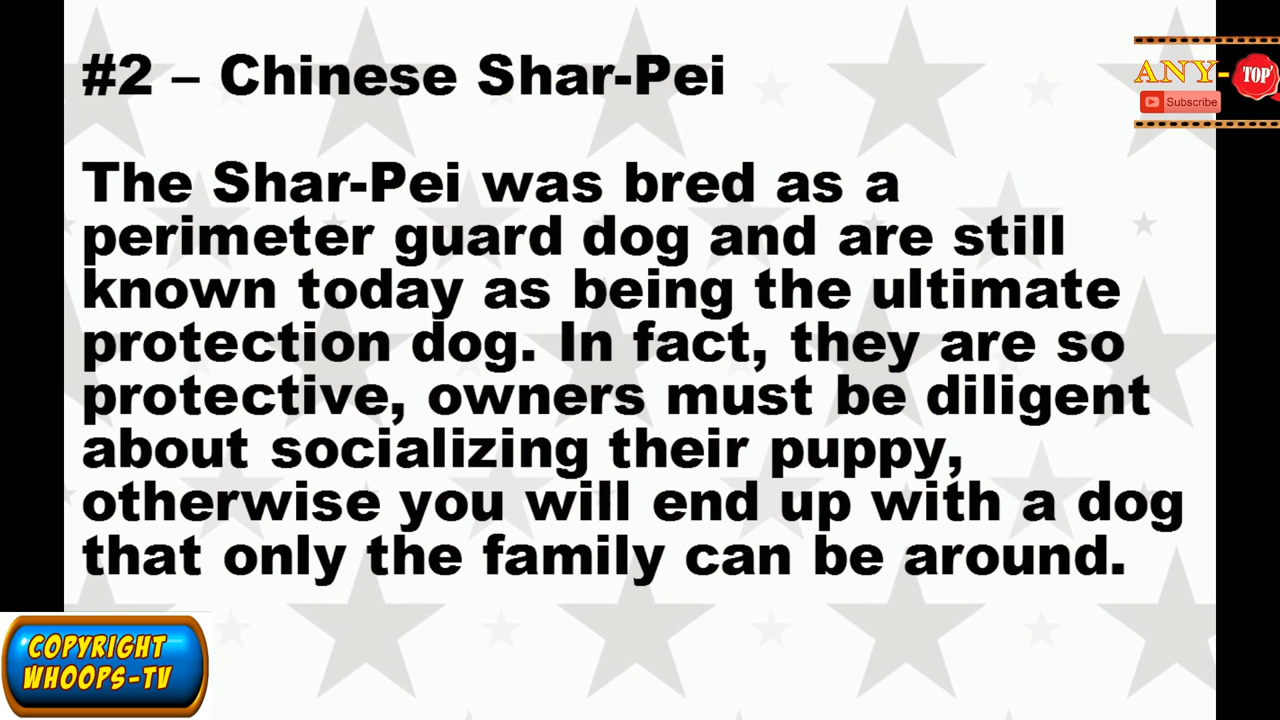 #2 – Chinese Shar-Pei
ANY-
TOP
Subscribe
The Shar-Pei was bred as a
perimeter guard dog and are still
known today as being the ultimate
protection dog. In fact, they are so
protective, owners must be diligent
about socializing their puppy,
otherwise you will end up with a dog
that only the family can be around.
COPYRIGHT
WHOOPS-TV